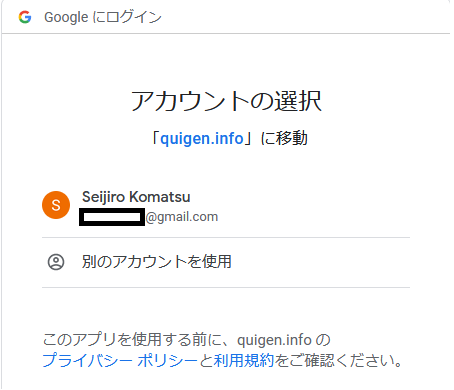 Google にログイン
アカウントの選択
「quigen.info」に移動
S
Seijiro Komatsu
@gmail.com
別のアカウントを使用
このアプリを使用する前に、quigen.info の
プライバシー ポリシーと利用規約をご確認ください。